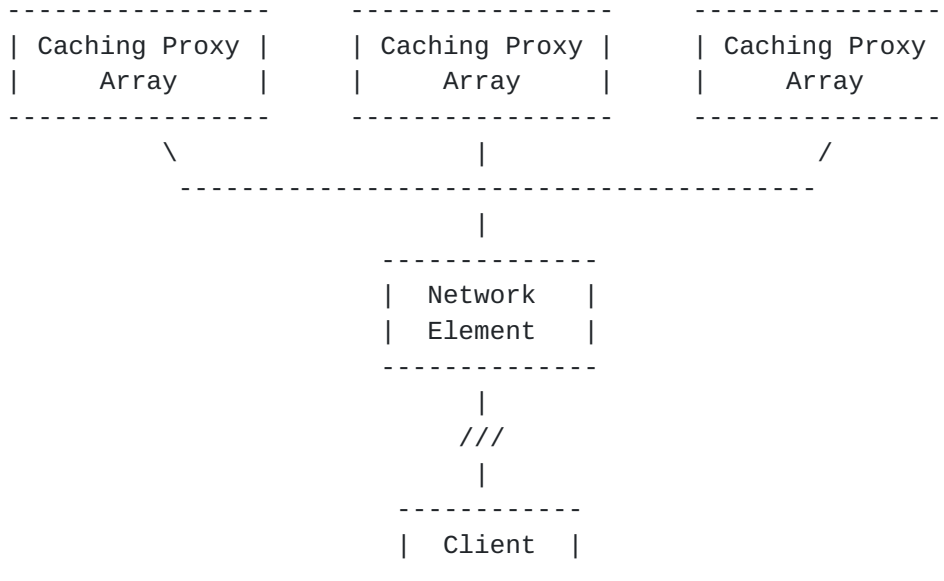 -----------------     -----------------     ----------------
| Caching Proxy |     | Caching Proxy |     | Caching Proxy
|     Array     |     |     Array     |     |     Array
-----------------     -----------------     ----------------
          \                   |                     /
           -----------------------------------------
                              |
                        --------------
                        |  Network   |
                        |  Element   |
                        --------------
                              |
                             ///
                              |
                         ------------
                         |  Client  |